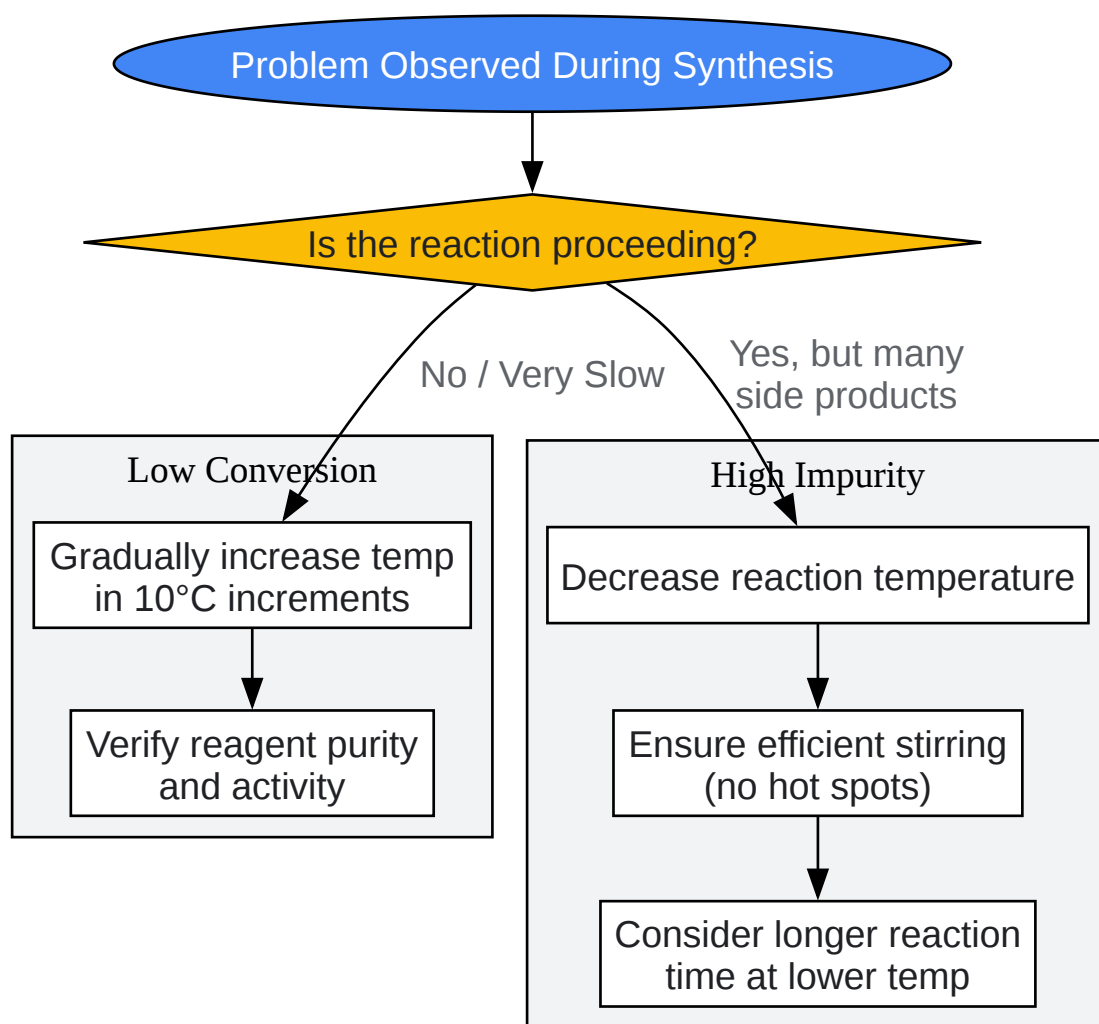 Problem Observed During Synthesis
Is the reaction proceeding?
No / Very Slow
Yes, but many
side products
Low Conversion
Gradually increase temp
in 10°C increments
Verify reagent purity
and activity
High Impurity
Decrease reaction temperature
Ensure efficient stirring
(no hot spots)
Consider longer reaction
time at lower temp